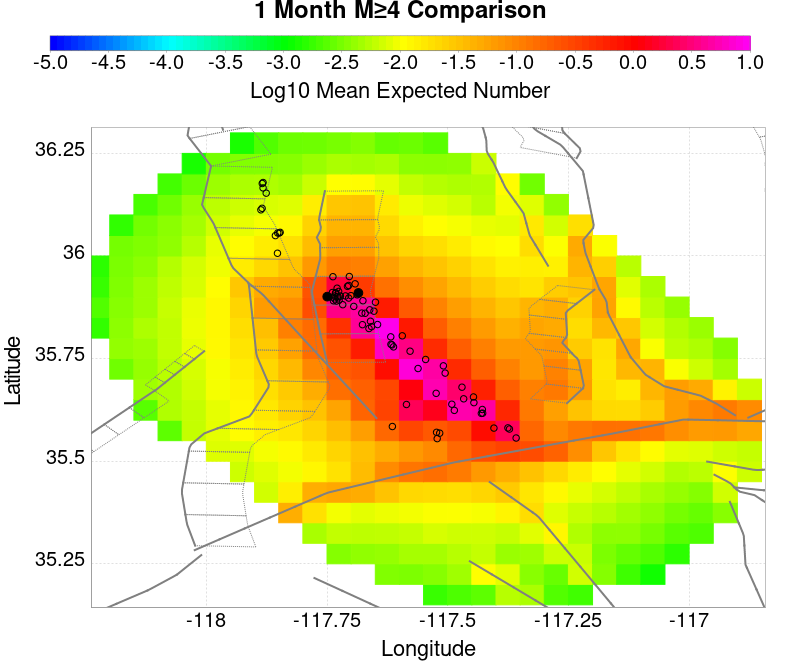 1 Month M≥4 Comparison
-5.0 -4.5 -4.0 -3.5 -3.0 -2.5 -2.0 -1.5 -1.0 -0.5 0.0 0.5 1.0
Log10 Mean Expected Number
36.25
36
35.75
35.5
35.25
Latitude
-118 -117.75 -117.5 -117.25 -117
Longitude